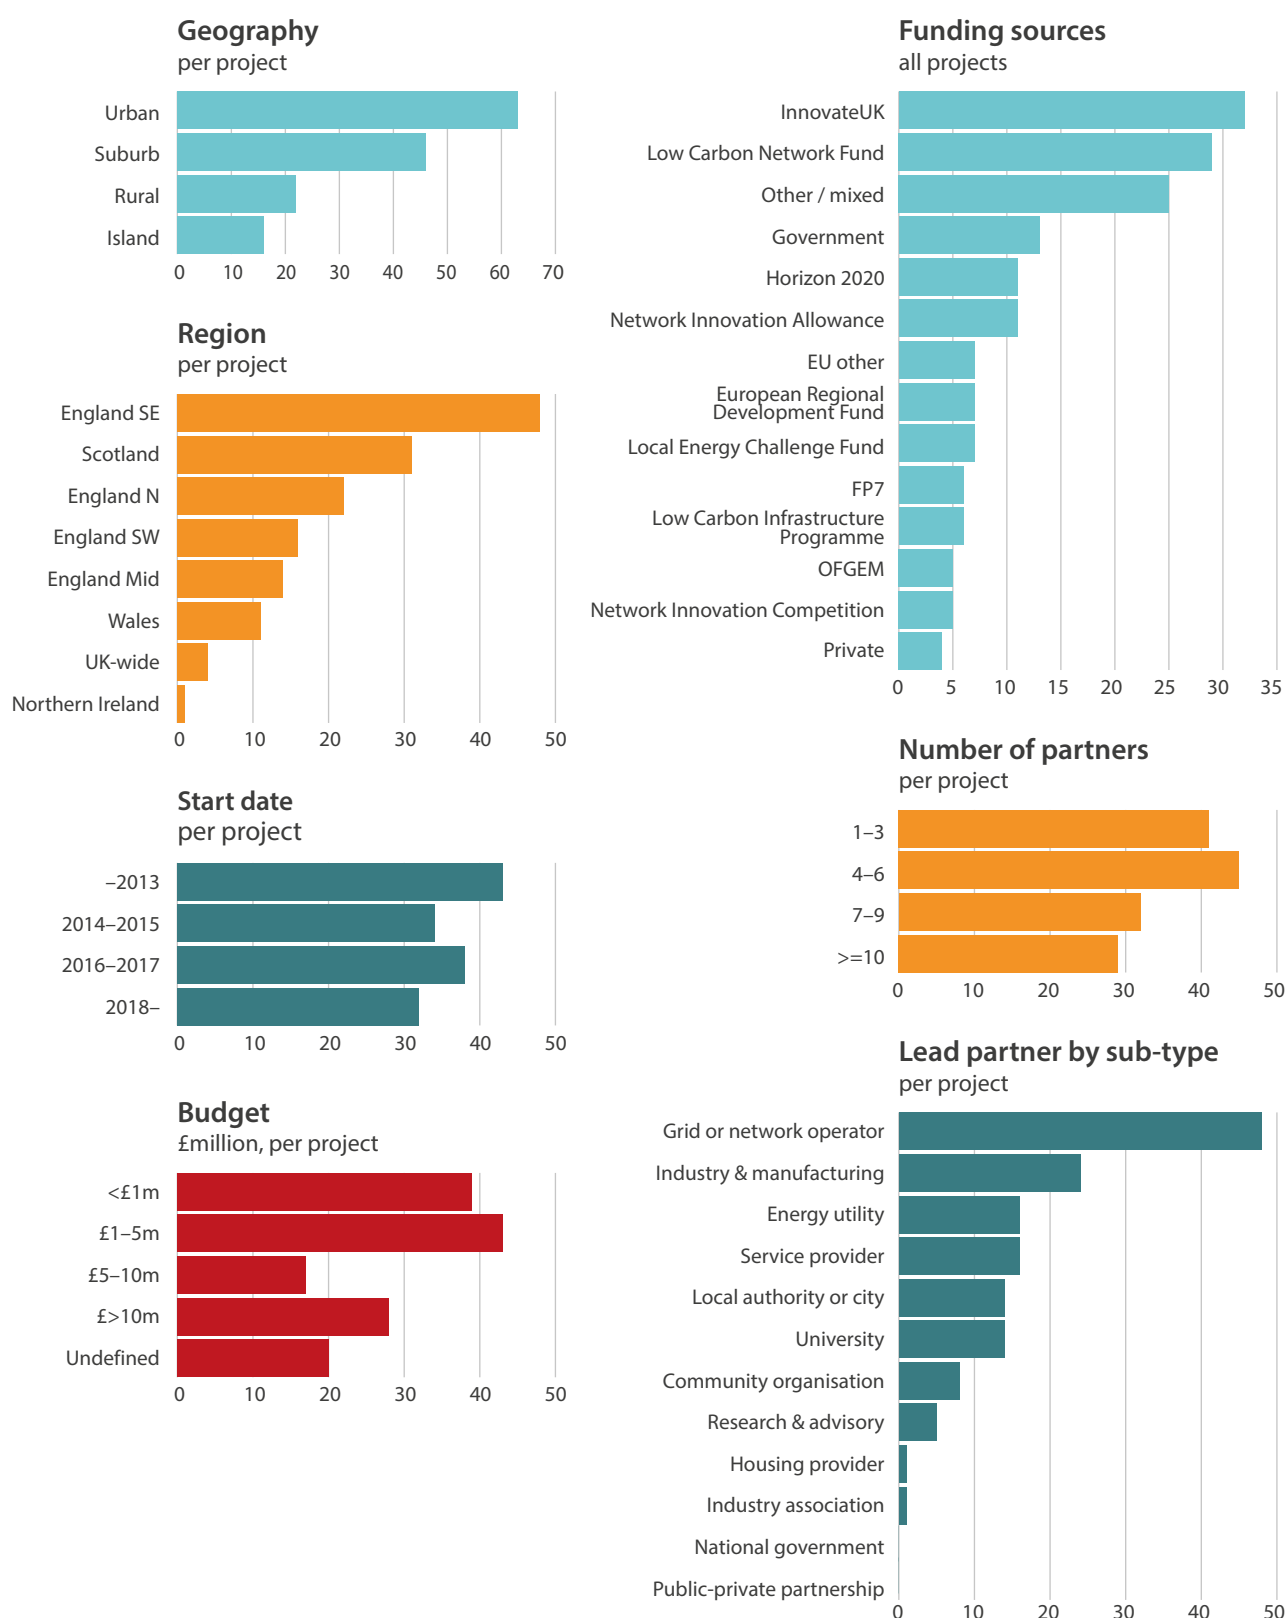 Geography
per project
Urban
Suburb
Rural
Island
0 10 20 30 40 50 60 70
Region
per project
England SE
Scotland
England N
England SW
England Mid
Wales
UK-wide
Northern Ireland
0 10 20 30 40 50
Start date
per project
–2013
2014–2015
2016–2017
2018–
0 10 20 30 40 50
Budget
£million, per project
<£1m
£1–5m
£5–10m
£>10m
Undefined
0 10 20 30 40 50
Funding sources
all projects
InnovateUK
Low Carbon Network Fund
Other / mixed
Government
Horizon 2020
Network Innovation Allowance
EU other
European Regional
Development Fund
Local Energy Challenge Fund
FP7
Low Carbon Infrastructure
Programme
OFGEM
Network Innovation Competition
Private
0 5 10 15 20 25 30 35
Number of partners
per project
1–3
4–6
7–9
>=10
0 10 20 30 40 50
Lead partner by sub-type
per project
Grid or network operator
Industry & manufacturing
Energy utility
Service provider
Local authority or city
University
Community organisation
Research & advisory
Housing provider
Industry association
National government
Public-private partnership
0 10 20 30 40 50